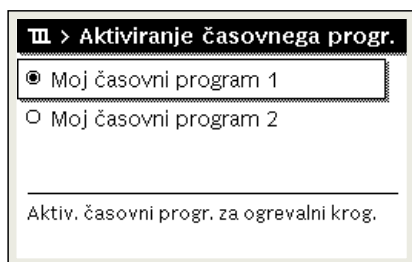 > Aktiviranje časovnega progr.
Moj časovni program 1
Moj časovni program 2
Aktiv. časovni progr. za ogrevalni krog.